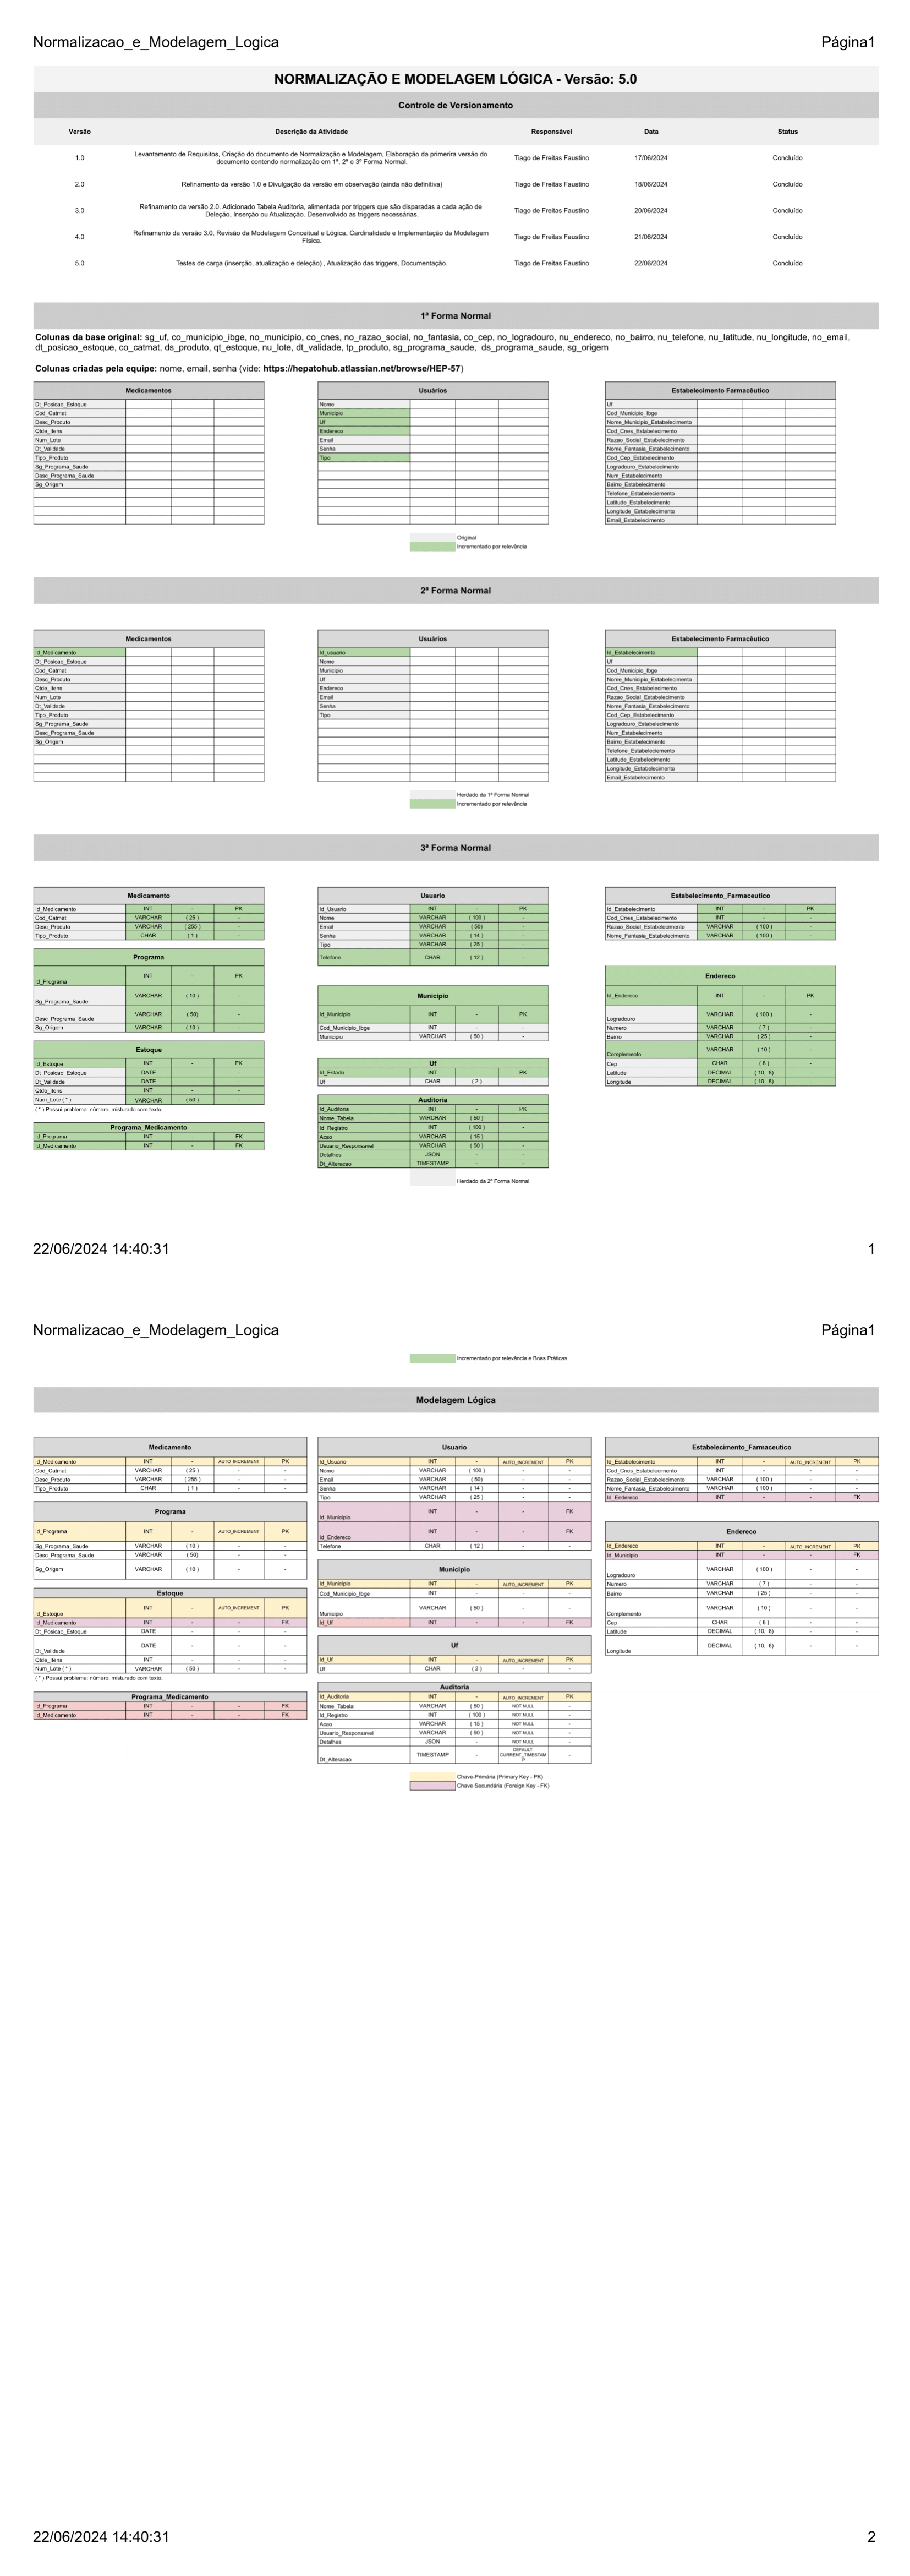 Normalizacao_e_Modelagem_Logica Página1
NORMALIZAÇÃO E MODELAGEM LÓGICA - Versão: 5.0
Controle de Versionamento
Versão Descrição da Atividade Responsável Data Status
1.0 Levantamento de Requisitos, Criação do documento de Normalização e Modelagem, Elaboração da primerira versão do documento contendo normalização em 1ª, 2ª e 3ª Forma Normal. Tiago de Freitas Faustino 17/06/2024 Concluído
2.0 Refinamento da versão 1.0 e Divulgação da versão em observação (ainda não definitiva) Tiago de Freitas Faustino 18/06/2024 Concluído
3.0 Refinamento da versão 2.0. Adicionado Tabela Auditoria, alimentada por triggers que são disparadas a cada ação de Deleção, Inserção ou Atualização. Desenvolvido as triggers necessárias. Tiago de Freitas Faustino 20/06/2024 Concluído
4.0 Refinamento da versão 3.0, Revisão da Modelagem Conceitual e Lógica, Cardinalidade e Implementação da Modelagem Física. Tiago de Freitas Faustino 21/06/2024 Concluído
5.0 Testes de carga (inserção, atualização e deleção) , Atualização das triggers, Documentação. Tiago de Freitas Faustino 22/06/2024 Concluído
1ª Forma Normal
Colunas da base original: sg_uf, co_municipio_ibge, no_municipio, co_cnes, no_razao_social, no_fantasia, co_cep, no_logradouro, nu_endereco, no_bairro, nu_telefone, nu_latitude, nu_longitude, no_email,
dt_posicao_estoque, co_catmat, ds_produto, qt_estoque, nu_lote, dt_validade, tp_produto, sg_programa_saude, ds_programa_saude, sg_origem
Colunas criadas pela equipe: nome, email, senha (vide: https://hepatohub.atlassian.net/browse/HEP-57)
Medicamentos
Dt_Posicao_Estoque
Cod_Catmat
Desc_Produto
Qtde_Itens
Num_Lote
Dt_Validade
Tipo_Produto
Sg_Programa_Saude
Desc_Programa_Saude
Sg_Origem
Usuários
Nome
Município
Uf
Endereco
Email
Senha
Tipo
Estabelecimento Farmacêutico
Uf
Cod_Municipio_Ibge
Nome_Municipio_Estabelecimento
Cod_Cnes_Estabelecimento
Razao_Social_Estabelecimento
Nome_Fantasia_Estabelecimento
Cod_Cep_Estabelecimento
Logradouro_Estabelecimento
Num_Estabelecimento
Bairro_Estabelecimento
Telefone_Estabeleciemento
Latitude_Estabelecimento
Longitude_Estabelecimento
Email_Estabelecimento
Original
Incrementado por relevância
2ª Forma Normal
Medicamentos
Id_Medicamento
Dt_Posicao_Estoque
Cod_Catmat
Desc_Produto
Qtde_Itens
Num_Lote
Dt_Validade
Tipo_Produto
Sg_Programa_Saude
Desc_Programa_Saude
Sg_Origem
Usuários
Id_usuario
Nome
Município
Uf
Endereco
Email
Senha
Tipo
Estabelecimento Farmacêutico
Id_Estabelecimento
Uf
Cod_Municipio_Ibge
Nome_Municipio_Estabelecimento
Cod_Cnes_Estabelecimento
Razao_Social_Estabelecimento
Nome_Fantasia_Estabelecimento
Cod_Cep_Estabelecimento
Logradouro_Estabelecimento
Num_Estabelecimento
Bairro_Estabelecimento
Telefone_Estabeleciemento
Latitude_Estabelecimento
Longitude_Estabelecimento
Email_Estabelecimento
Herdado da 1ª Forma Normal
Incrementado por relevância
3ª Forma Normal
Medicamento
Id_Medicamento INT - PK
Cod_Catmat VARCHAR ( 25 ) -
Desc_Produto VARCHAR ( 255 ) -
Tipo_Produto CHAR ( 1 ) -
Programa
Id_Programa INT - PK
Sg_Programa_Saude VARCHAR ( 10 ) -
Desc_Programa_Saude VARCHAR ( 50) -
Sg_Origem VARCHAR ( 10 ) -
Estoque
Id_Estoque INT - PK
Dt_Posicao_Estoque DATE - -
Dt_Validade DATE - -
Qtde_Itens INT - -
Num_Lote ( * ) VARCHAR ( 50 ) -
( * ) Possui problema: número, misturado com texto.
Programa_Medicamento
Id_Programa INT - FK
Id_Medicamento INT - FK
Usuario
Id_Usuario INT - PK
Nome VARCHAR ( 100 ) -
Email VARCHAR ( 50) -
Senha VARCHAR ( 14 ) -
Tipo VARCHAR ( 25 ) -
Telefone CHAR ( 12 ) -
Municipio
Id_Municipio INT - PK
Cod_Municipio_Ibge INT - -
Município VARCHAR ( 50 ) -
Uf
Id_Estado INT - PK
Uf CHAR ( 2 ) -
Auditoria
Id_Auditoria INT - PK
Nome_Tabela VARCHAR ( 50 ) -
Id_Registro INT ( 100 ) -
Acao VARCHAR ( 15 ) -
Usuario_Responsavel VARCHAR ( 50 ) -
Detalhes JSON - -
Dt_Alteracao TIMESTAMP - -
Estabelecimento_Farmaceutico
Id_Estabelecimento INT - PK
Cod_Cnes_Estabelecimento INT - -
Razao_Social_Estabelecimento VARCHAR ( 100 ) -
Nome_Fantasia_Estabelecimento VARCHAR ( 100 ) -
Endereco
Id_Endereco INT - PK
Logradouro VARCHAR ( 100 ) -
Numero VARCHAR ( 7 ) -
Bairro VARCHAR ( 25 ) -
Complemento VARCHAR ( 10 ) -
Cep CHAR ( 8 ) -
Latitude DECIMAL ( 10, 8) -
Longitude DECIMAL ( 10, 8) -
Herdado da 2ª Forma Normal
22/06/2024 14:40:31 1
Normalizacao_e_Modelagem_Logica Página1
Incrementado por relevância e Boas Práticas
Modelagem Lógica
Medicamento
Id_Medicamento INT - AUTO_INCREMENT PK
Cod_Catmat VARCHAR ( 25 ) - -
Desc_Produto VARCHAR ( 255 ) - -
Tipo_Produto CHAR ( 1 ) - -
Programa
Id_Programa INT - AUTO_INCREMENT PK
Sg_Programa_Saude VARCHAR ( 10 ) - -
Desc_Programa_Saude VARCHAR ( 50) - -
Sg_Origem VARCHAR ( 10 ) - -
Estoque
Id_Estoque INT - AUTO_INCREMENT PK
Id_Medicamento INT - - FK
Dt_Posicao_Estoque DATE - - -
Dt_Validade DATE - - -
Qtde_Itens INT - - -
Num_Lote ( * ) VARCHAR ( 50 ) - -
( * ) Possui problema: número, misturado com texto.
Programa_Medicamento
Id_Programa INT - - FK
Id_Medicamento INT - - FK
Usuario
Id_Usuario INT - AUTO_INCREMENT PK
Nome VARCHAR ( 100 ) - -
Email VARCHAR ( 50) - -
Senha VARCHAR ( 14 ) - -
Tipo VARCHAR ( 25 ) - -
Id_Municipio INT - - FK
Id_Endereco INT - - FK
Telefone CHAR ( 12 ) - -
Municipio
Id_Municipio INT - AUTO_INCREMENT PK
Cod_Municipio_Ibge INT - - -
Município VARCHAR ( 50 ) - -
Id_Uf INT - - FK
Uf
Id_Uf INT - AUTO_INCREMENT PK
Uf CHAR ( 2 ) - -
Auditoria
Id_Auditoria INT - AUTO_INCREMENT PK
Nome_Tabela VARCHAR ( 50 ) NOT NULL -
Id_Registro INT ( 100 ) NOT NULL -
Acao VARCHAR ( 15 ) NOT NULL -
Usuario_Responsavel VARCHAR ( 50 ) NOT NULL -
Detalhes JSON - NOT NULL -
Dt_Alteracao TIMESTAMP - DEFAULT CURRENT_TIMESTAMP -
Estabelecimento_Farmaceutico
Id_Estabelecimento INT - AUTO_INCREMENT PK
Cod_Cnes_Estabelecimento INT - - -
Razao_Social_Estabelecimento VARCHAR ( 100 ) - -
Nome_Fantasia_Estabelecimento VARCHAR ( 100 ) - -
Id_Endereco INT - - FK
Endereco
Id_Endereco INT - AUTO_INCREMENT PK
Id_Municipio INT - - FK
Logradouro VARCHAR ( 100 ) - -
Numero VARCHAR ( 7 ) - -
Bairro VARCHAR ( 25 ) - -
Complemento VARCHAR ( 10 ) - -
Cep CHAR ( 8 ) - -
Latitude DECIMAL ( 10, 8) - -
Longitude DECIMAL ( 10, 8) - -
Chave-Primária (Primary Key - PK)
Chave Secundária (Foreign Key - FK)
22/06/2024 14:40:31 2